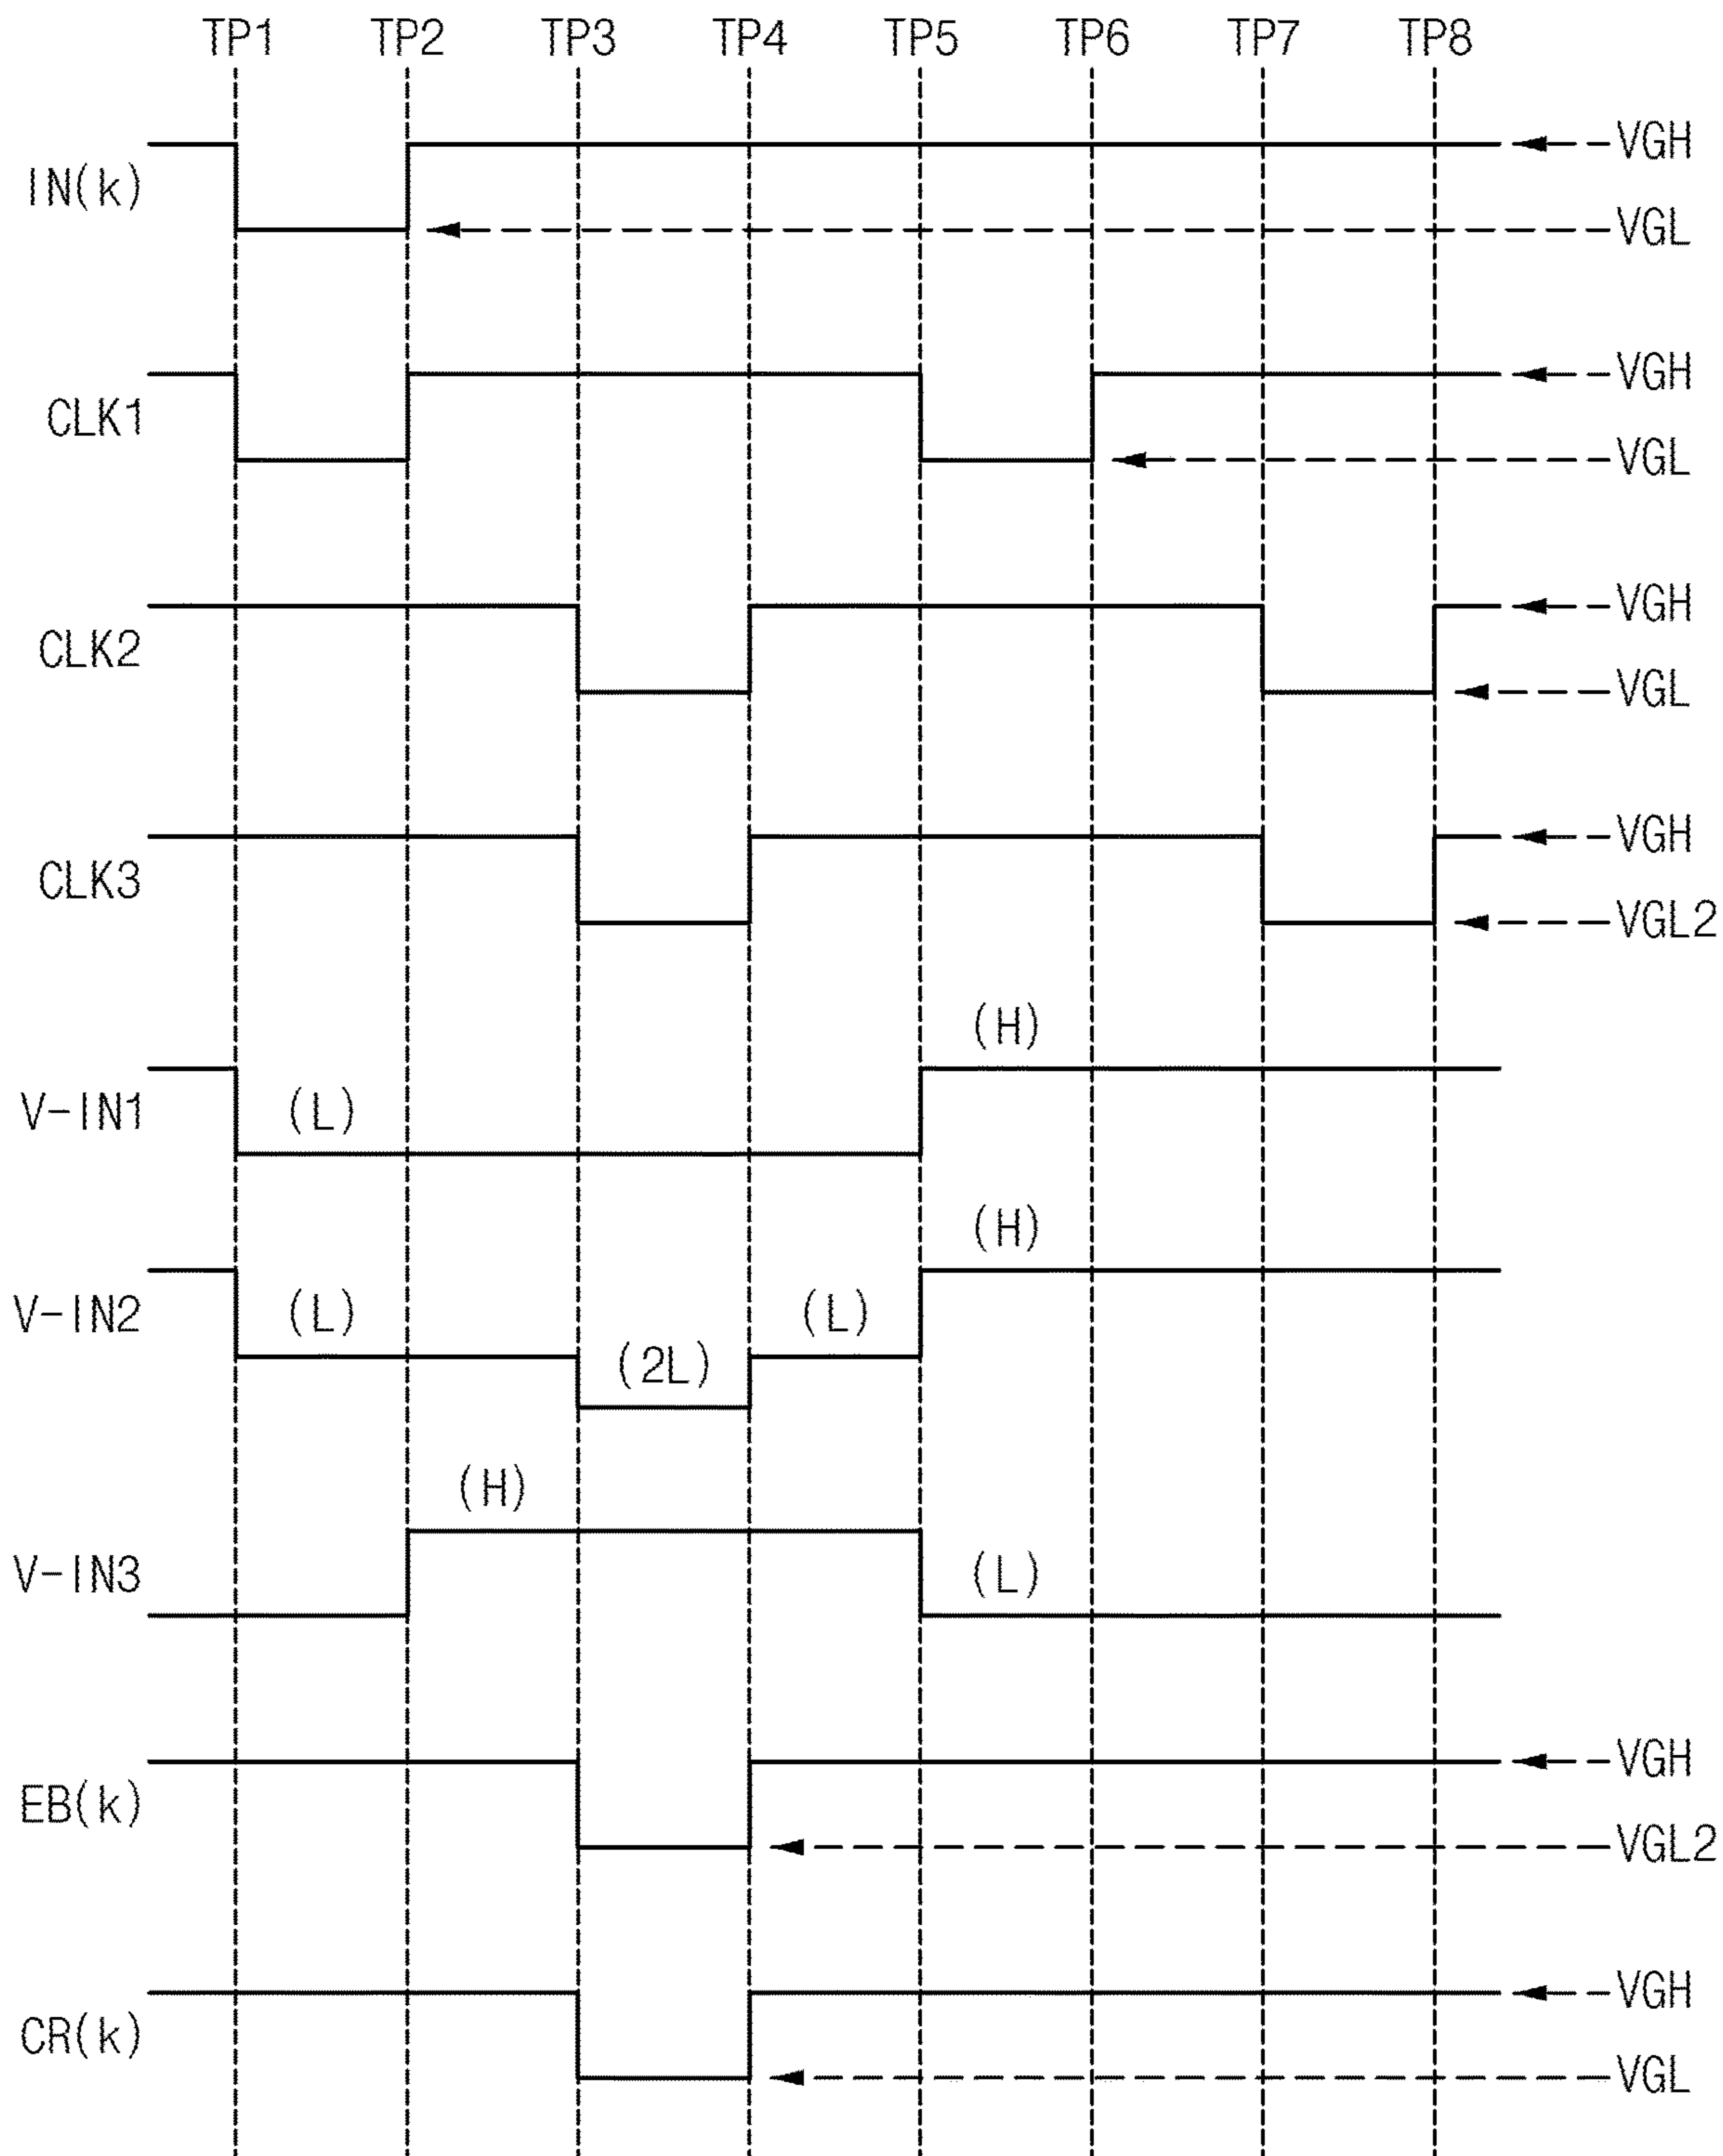 TP1 TP2 TP3 TP4 TP5 TP6 TP7 TP8
VGH
IN(k)
VGL
VGH
CLK1
VGL
VGH
CLK2
VGL
VGH
CLK3
VGL2
(H)
V-IN1 (L)
(H)
V-IN2 (L) (L)
(2L)
(H)
V-IN3 (L)
VGH
EB(k)
VGL2
VGH
CR(k)
VGL